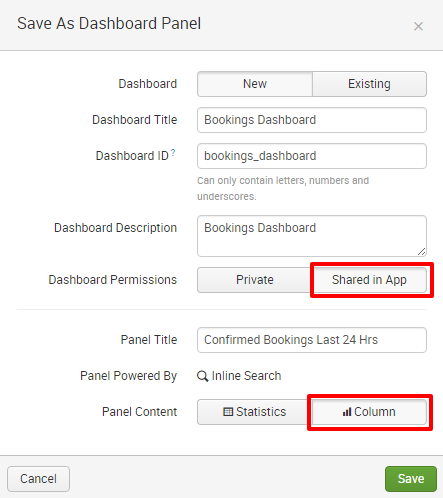 Save As Dashboard Panel ×
Dashboard New Existing
Dashboard Title Bookings Dashboard
Dashboard ID ? bookings_dashboard
Can only contain letters, numbers and
underscores.
Dashboard Description Bookings Dashboard
Dashboard Permissions Private Shared in App
Panel Title Confirmed Bookings Last 24 Hrs
Panel Powered By Inline Search
Panel Content Statistics Column
Cancel Save